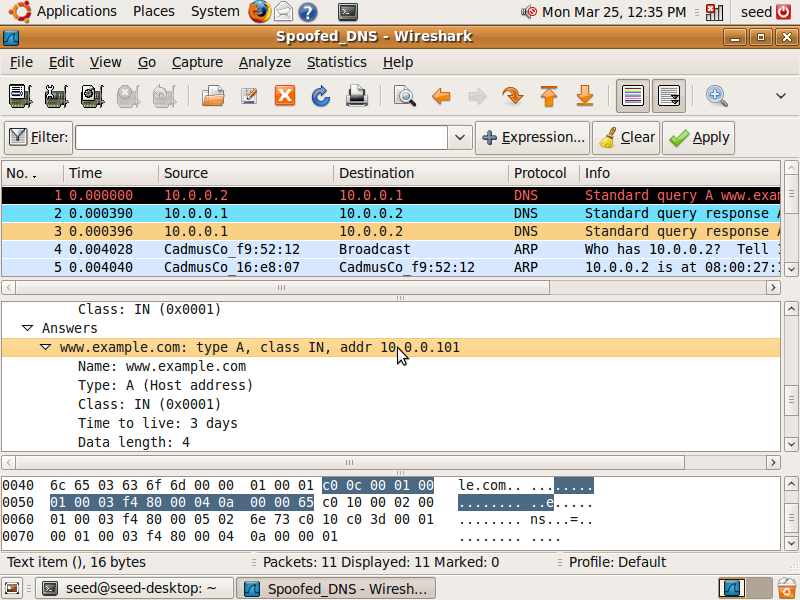 Applications Places System Mon Mar 25, 12:35 PM seed
Spoofed_DNS - Wireshark
File Edit View Go Capture Analyze Statistics Help
Filter: Expression... Clear Apply
No. . Time Source Destination Protocol Info
1 0.000000 10.0.0.2 10.0.0.1 DNS Standard query A www.exam
2 0.000390 10.0.0.1 10.0.0.2 DNS Standard query response A
3 0.000396 10.0.0.1 10.0.0.2 DNS Standard query response A
4 0.004028 CadmusCo_f9:52:12 Broadcast ARP Who has 10.0.0.2? Tell 1
5 0.004040 CadmusCo_16:e8:07 CadmusCo_f9:52:12 ARP 10.0.0.2 is at 08:00:27:1
Class: IN (0x0001)
Answers
www.example.com: type A, class IN, addr 10.0.0.101
Name: www.example.com
Type: A (Host address)
Class: IN (0x0001)
Time to live: 3 days
Data length: 4
0040 6c 65 03 63 6f 6d 00 00 01 00 01 c0 0c 00 01 00 le.com.. ........
0050 01 00 03 f4 80 00 04 0a 00 00 65 c0 10 00 02 00 ........ ..e.....
0060 01 00 03 f4 80 00 05 02 6e 73 c0 10 c0 3d 00 01 ........ ns...=..
0070 00 01 00 03 f4 80 00 04 0a 00 00 01 ........ ....
Text item (), 16 bytes Packets: 11 Displayed: 11 Marked: 0 Profile: Default
seed@seed-desktop: ~ Spoofed_DNS - Wiresh...